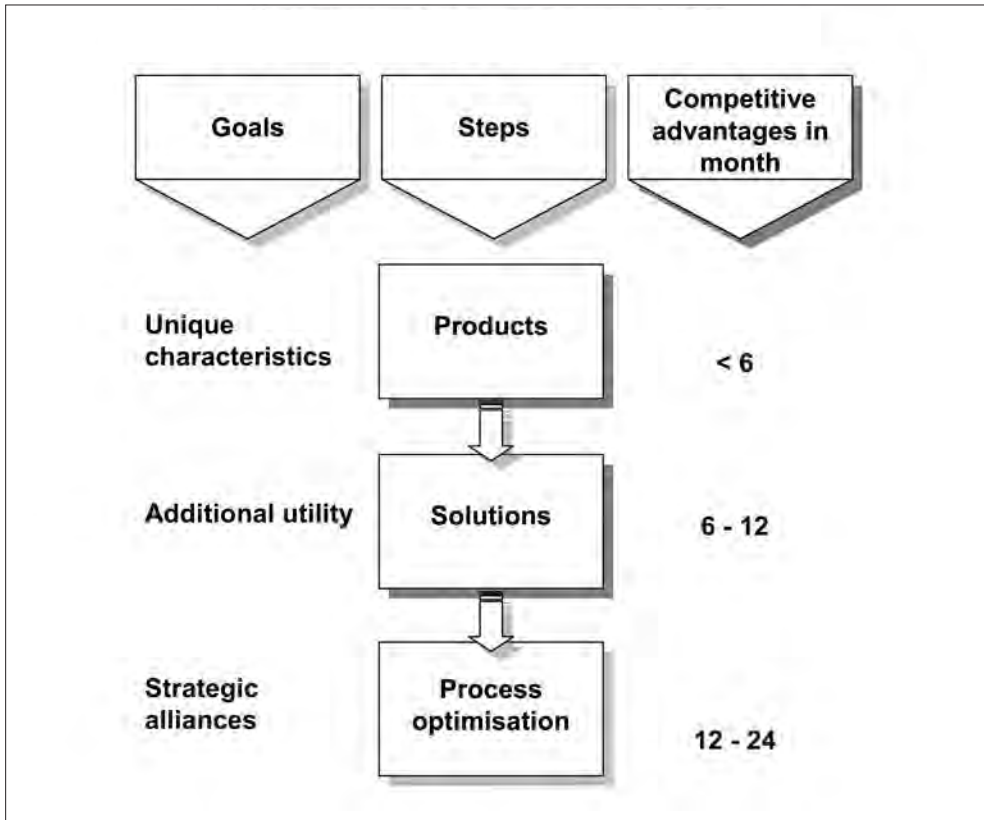 Goals
Steps
Competitive
advantages in
month
Unique
characteristics
Products
< 6
Additional utility
Solutions
6 - 12
Strategic
alliances
Process
optimisation
12 - 24